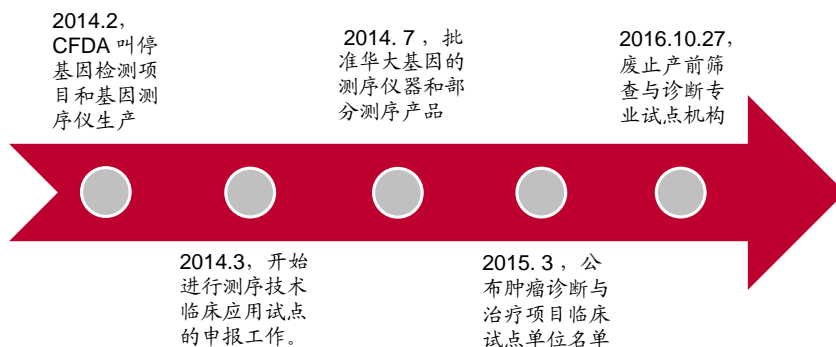 2014.2，
CFDA 叫停
基因检测项
目和基因测
序仪生产
2014.3，开始
进行测序技术
临床应用试点
的申报工作。
2014. 7 ，批
准华大基因的
测序仪器和部
分测序产品
2015. 3 ，公
布肿瘤诊断与
治疗项目临床
试点单位名单
2016.10.27，
废止产前筛
查与诊断专
业试点机构